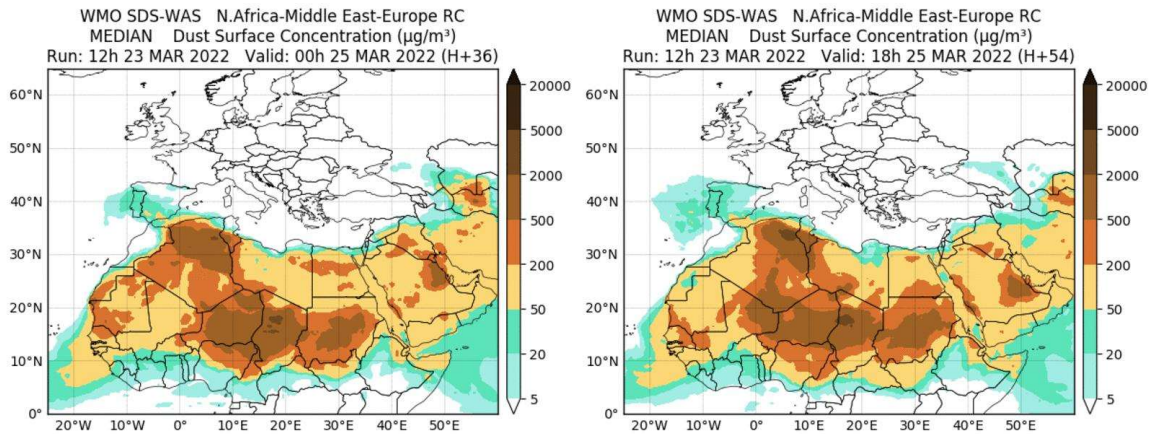 WMO SDS-WAS N.Africa-Middle East-Europe RC
MEDIAN Dust Surface Concentration (µg/m³)
Run: 12h 23 MAR 2022 Valid: 00h 25 MAR 2022 (H+36)
60°N
50°N
40°N
30°N
20°N
10°N
0°
20°W
10°W
0°
10°E
20°E
30°E
40°E
50°E
20000
5000
2000
500
200
50
20
5
WMO SDS-WAS N.Africa-Middle East-Europe RC
MEDIAN Dust Surface Concentration (µg/m³)
Run: 12h 23 MAR 2022 Valid: 18h 25 MAR 2022 (H+54)
60°N
50°N
40°N
30°N
20°N
10°N
0°
20°W
10°W
0°
10°E
20°E
30°E
40°E
50°E
20000
5000
2000
500
200
50
20
5